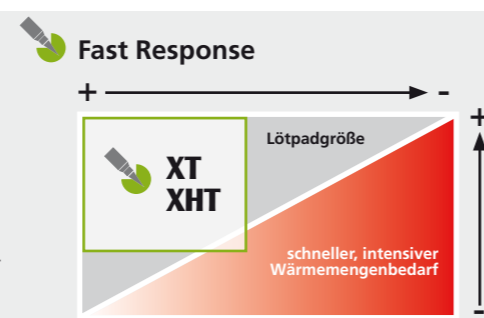 Fast Response
+ -
+
Lötpadgröße
XT
XHT
schneller, intensiver
Wärmemengenbedarf
-